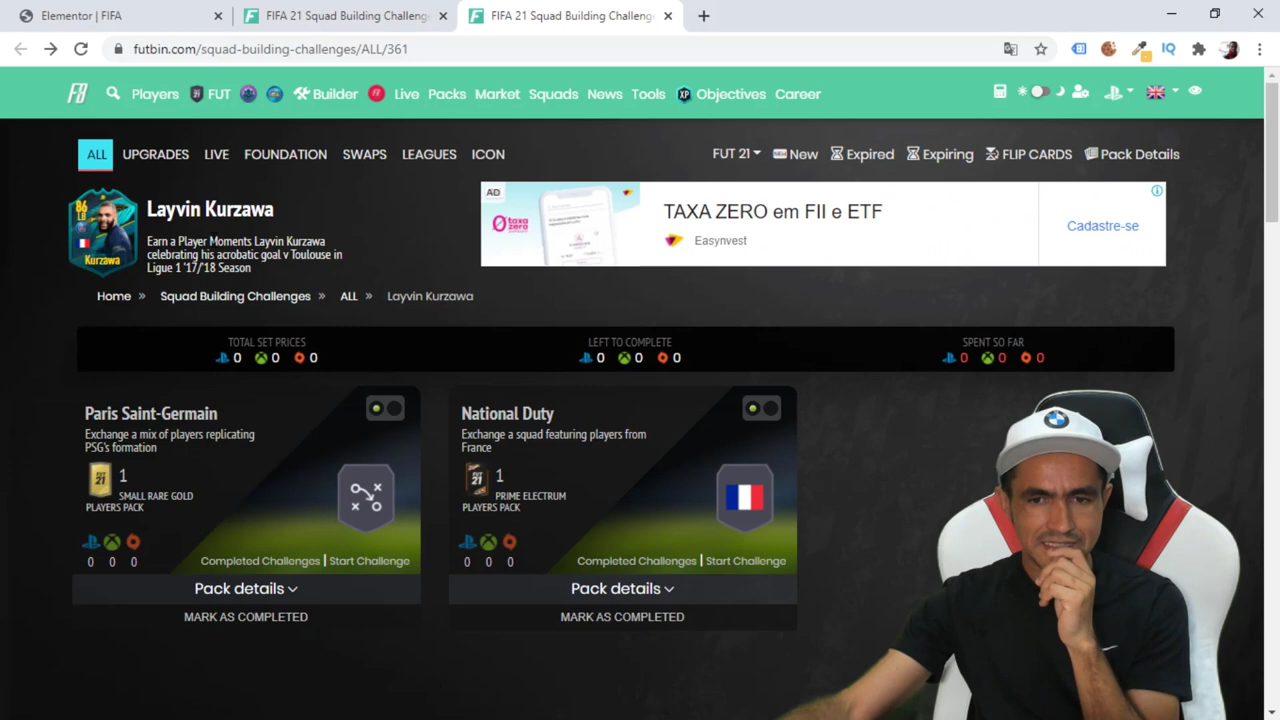 Elementor | FIFA
FIFA 21 Squad Building Challeng
FIFA 21 Squad Building Challeng
futbin.com/squad-building-challenges/ALL/361
IQ
Players
FUT
Builder
Live
Packs
Market
Squads
News
Tools
XP
Objectives
Career
ALL
UPGRADES
LIVE
FOUNDATION
SWAPS
LEAGUES
ICON
FUT 21
New
Expired
Expiring
FLIP CARDS
Pack Details
86
LB
Kurzawa
Layvin Kurzawa
Earn a Player Moments Layvin Kurzawa
celebrating his acrobatic goal v Toulouse in
Ligue 1 '17/18 Season
AD
taxa
zero
TAXA ZERO em FII e ETF
Easynvest
Cadastre-se
Home » Squad Building Challenges » ALL » Layvin Kurzawa
TOTAL SET PRICES
0 0 0
LEFT TO COMPLETE
0 0 0
SPENT SO FAR
0 0 0
Paris Saint-Germain
Exchange a mix of players replicating
PSG's formation
1
SMALL RARE GOLD
PLAYERS PACK
0 0 0
Completed Challenges | Start Challenge
Pack details
MARK AS COMPLETED
National Duty
Exchange a squad featuring players from
France
1
PRIME ELECTRUM
PLAYERS PACK
0 0 0
Completed Challenges | Start Challenge
Pack details
MARK AS COMPLETED
BMW